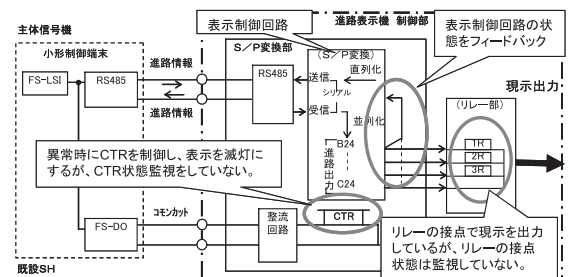 表示制御回路
進路表示機 制御部
表示制御回路の状
態をフィードバック
主体信号機
小形制御端末
S／P変換部
(S／P変換)
現示出力
FS-LSI
RS485
進路情報
進路情報
RS485
送信
直列化
シリアル
受信
並列化
(リレー部)
B24
進路出力
C24
1R
2R
3R
異常時にCTRを制御し、表示を滅灯に
するが、CTR状態監視をしていない。
FS-DO
コモンカット
整流
回路
CTR
リレーの接点で現示を出力
しているが、リレーの接点
状態は監視していない。
既設SH